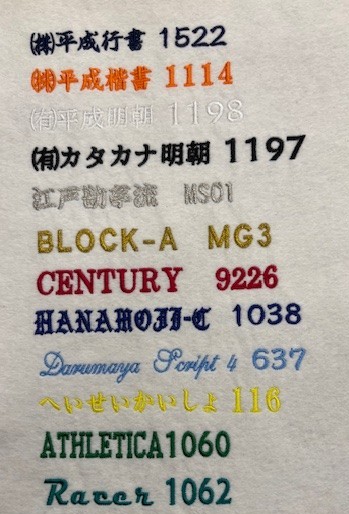 ㈱平成行書 1522
㈱平成楷書 1114
㈲平成明朝 1198
㈲カタカナ明朝 1197
江戸勘亭流 MS01
BLOCK-A MG3
CENTURY 9226
HANAMOJI-C 1038
Darumaya Script 4 637
へいせいかいしょ 116
ATHLETICA 1060
Racer 1062